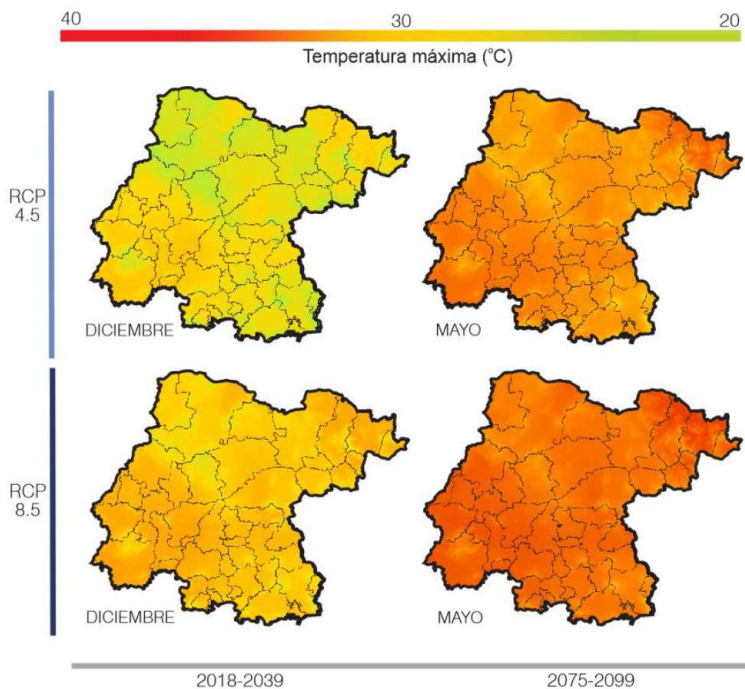 40 30 20
Temperatura máxima (°C)
RCP
4.5
DICIEMBRE MAYO
RCP
8.5
DICIEMBRE MAYO
2018-2039 2075-2099